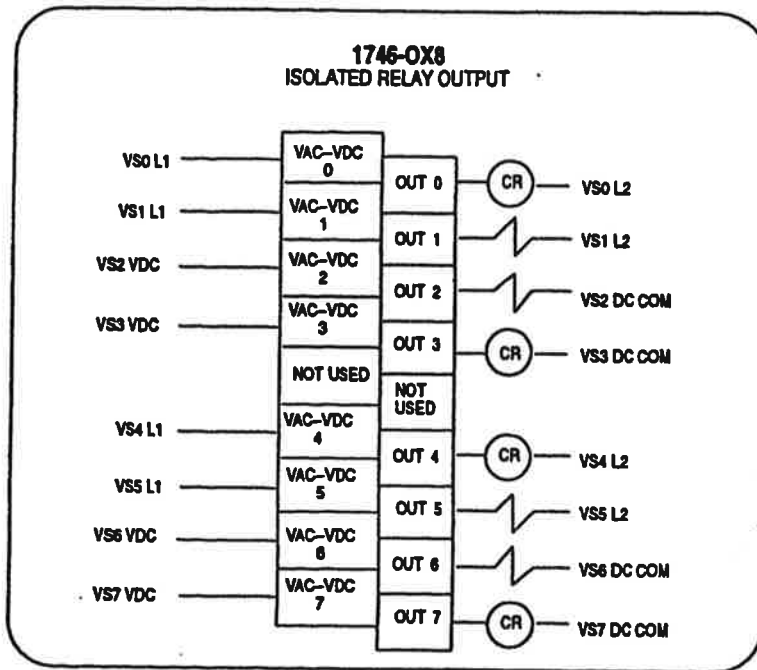 1746-OX8
ISOLATED RELAY OUTPUT
VS0 L1
VAC-VDC
0
OUT 0
CR
VS0 L2
VS1 L1
VAC-VDC
1
OUT 1
VS1 L2
VS2 VDC
VAC-VDC
2
OUT 2
VS2 DC COM
VS3 VDC
VAC-VDC
3
OUT 3
CR
VS3 DC COM
NOT USED
NOT
USED
VS4 L1
VAC-VDC
4
OUT 4
CR
VS4 L2
VS5 L1
VAC-VDC
5
OUT 5
VS5 L2
VS6 VDC
VAC-VDC
6
OUT 6
VS6 DC COM
VS7 VDC
VAC-VDC
7
OUT 7
CR
VS7 DC COM